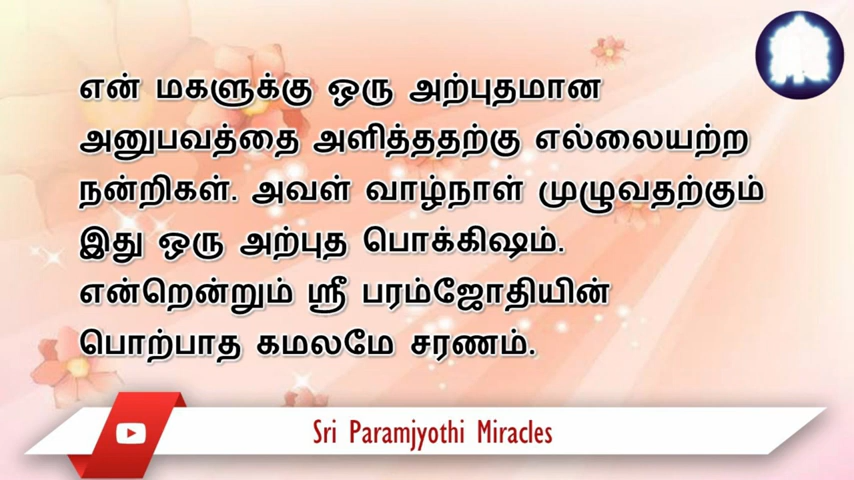 என் மகளுக்கு ஒரு அற்புதமான
அனுபவத்தை அளித்ததற்கு எல்லையற்ற
நன்றிகள். அவள் வாழ்நாள் முழுவதற்கும்
இது ஒரு அற்புத பொக்கிஷம்.
என்றென்றும் ஸ்ரீ பரம்ஜோதியின்
பொற்பாத கமலமே சரணம்.
Sri Paramjyothi Miracles